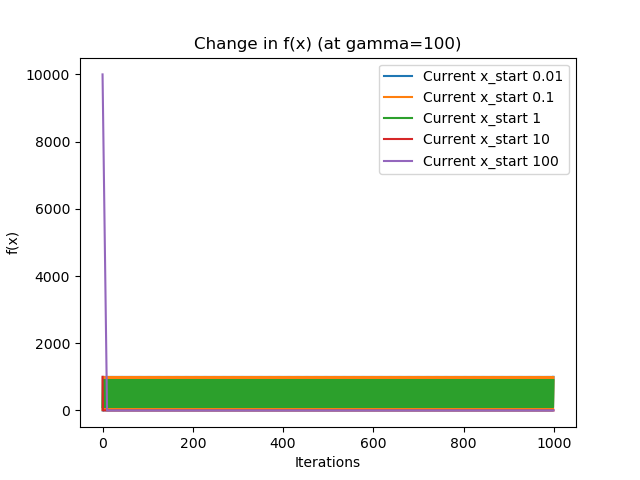 Change in f(x) (at gamma=100)
10000
8000
6000
4000
2000
0
f(x)
Current x_start 0.01
Current x_start 0.1
Current x_start 1
Current x_start 10
Current x_start 100
0 200 400 600 800 1000
Iterations